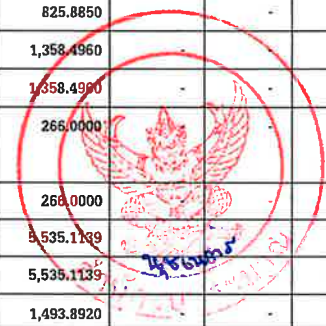 825.8850 - -
1,358.4960 - -
1,358.4960 - -
266.0000 - -
266.0000 - -
5,535.1139
5,535.1139
1,493.8920 - -